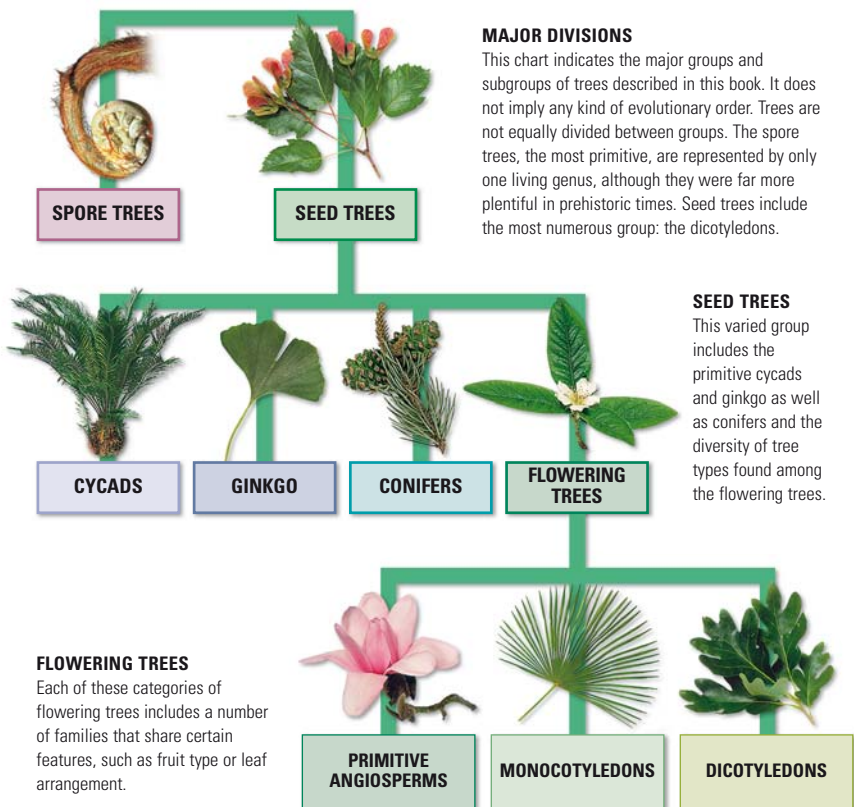 MAJOR DIVISIONS
This chart indicates the major groups and
subgroups of trees described in this book. It does
not imply any kind of evolutionary order. Trees are
not equally divided between groups. The spore
trees, the most primitive, are represented by only
one living genus, although they were far more
plentiful in prehistoric times. Seed trees include
the most numerous group: the dicotyledons.
SPORE TREES
SEED TREES
SEED TREES
This varied group
includes the
primitive cycads
and ginkgo as well
as conifers and the
diversity of tree
types found among
the flowering trees.
CYCADS
GINKGO
CONIFERS
FLOWERING
TREES
FLOWERING TREES
Each of these categories of
flowering trees includes a number
of families that share certain
features, such as fruit type or leaf
arrangement.
PRIMITIVE
ANGIOSPERMS
MONOCOTYLEDONS
DICOTYLEDONS